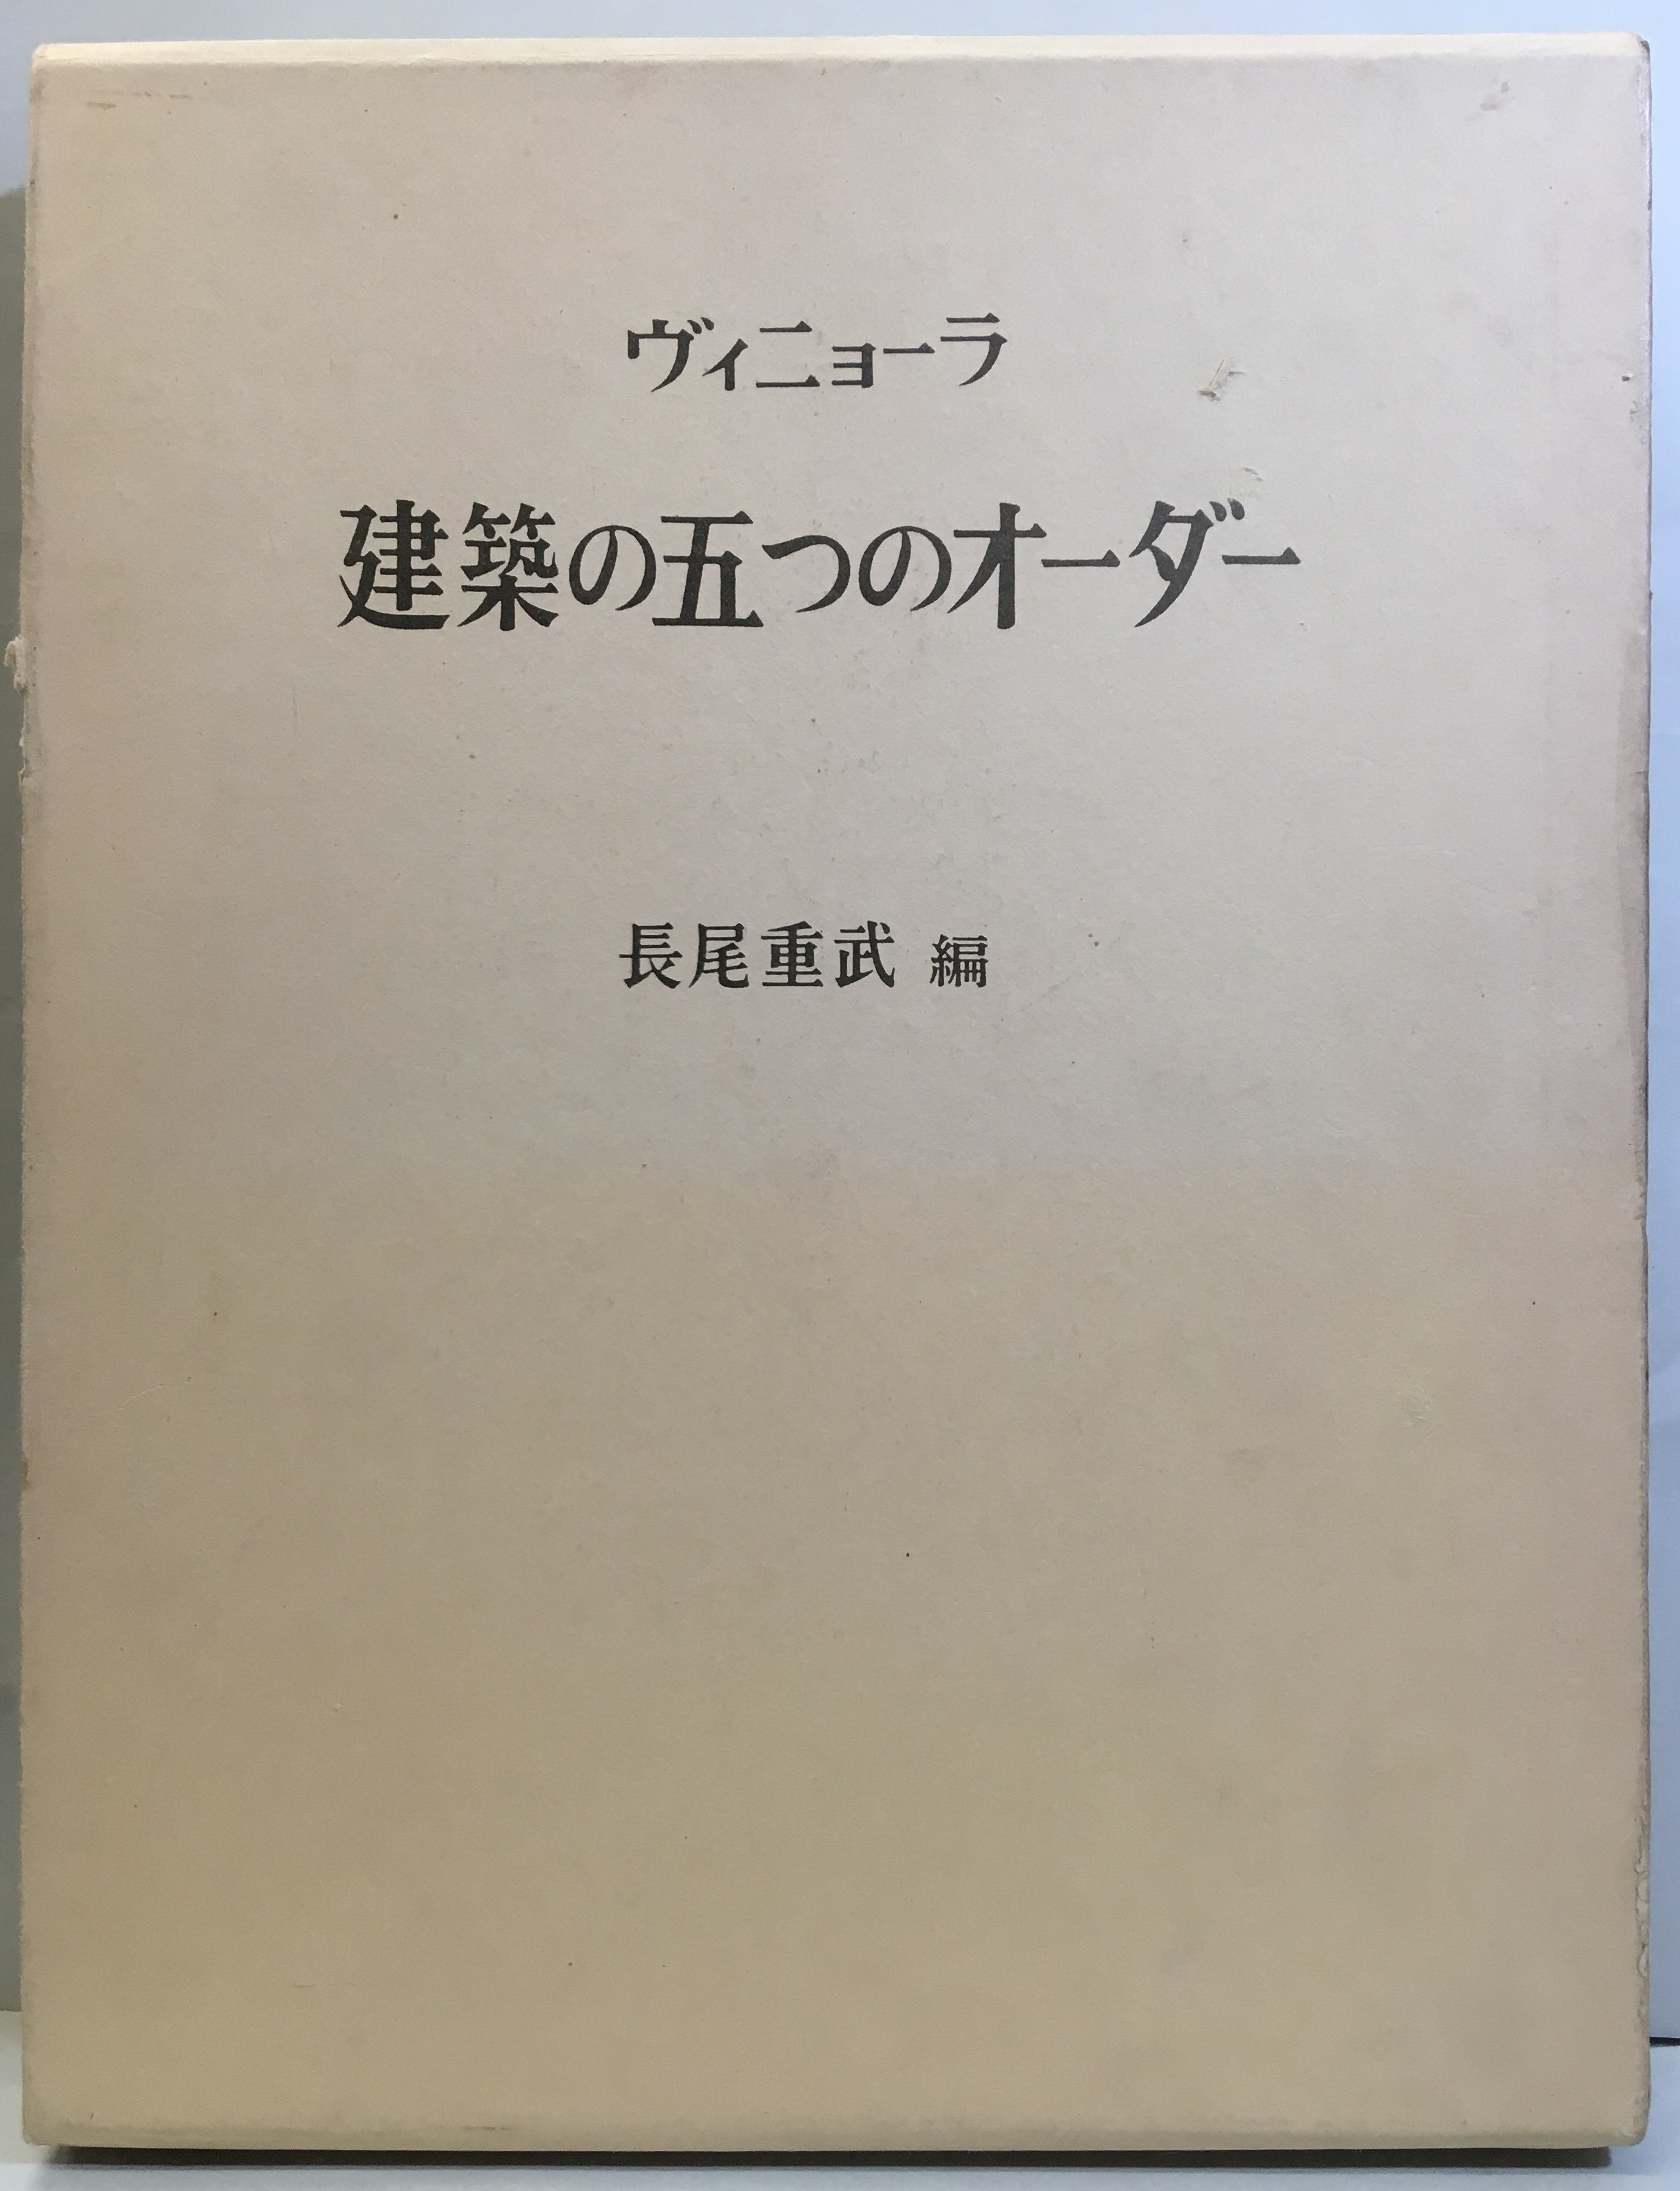 ヴィニョーラ
建築の五つのオーダー
長尾重武 編